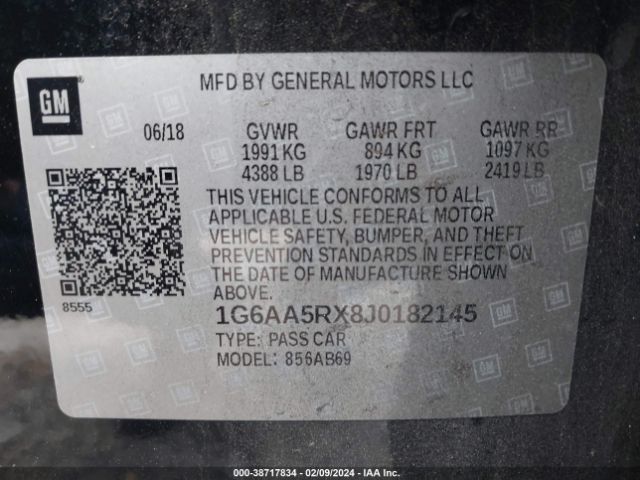 GM
MFD BY GENERAL MOTORS LLC
06/18 GVWR GAWR FRT GAWR RR
1991 KG 894 KG 1097 KG
4388 LB 1970 LB 2419 LB
THIS VEHICLE CONFORMS TO ALL
APPLICABLE U.S. FEDERAL MOTOR
VEHICLE SAFETY, BUMPER, AND THEFT
PREVENTION STANDARDS IN EFFECT ON
THE DATE OF MANUFACTURE SHOWN
ABOVE.
8555
1G6AA5RX8J0182145
TYPE: PASS CAR
MODEL: 856AB69
000-38717834 - 02/09/2024 - IAA Inc.